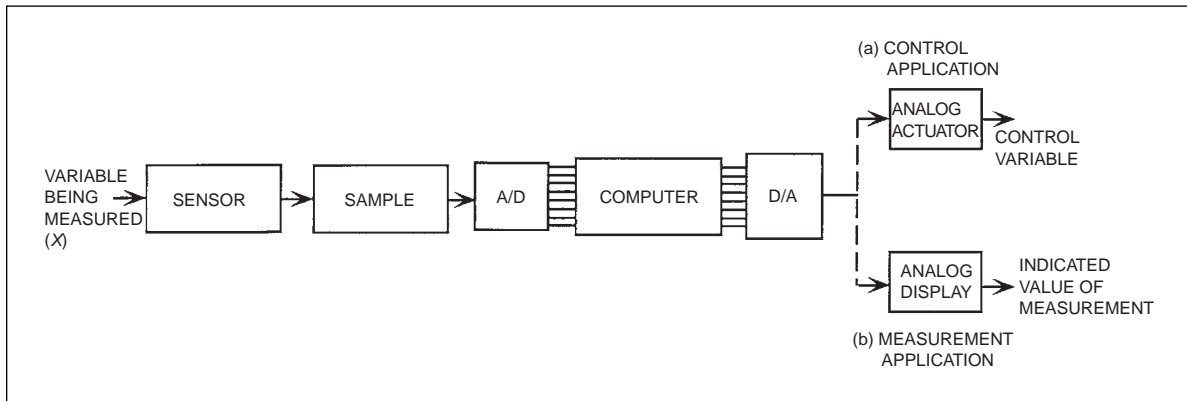 (a) CONTROL
APPLICATION
ANALOG
ACTUATOR
CONTROL
VARIABLE
VARIABLE
BEING
MEASURED
(X)
SENSOR
SAMPLE
A/D
COMPUTER
D/A
ANALOG
DISPLAY
INDICATED
VALUE OF
MEASUREMENT
(b) MEASUREMENT
APPLICATION